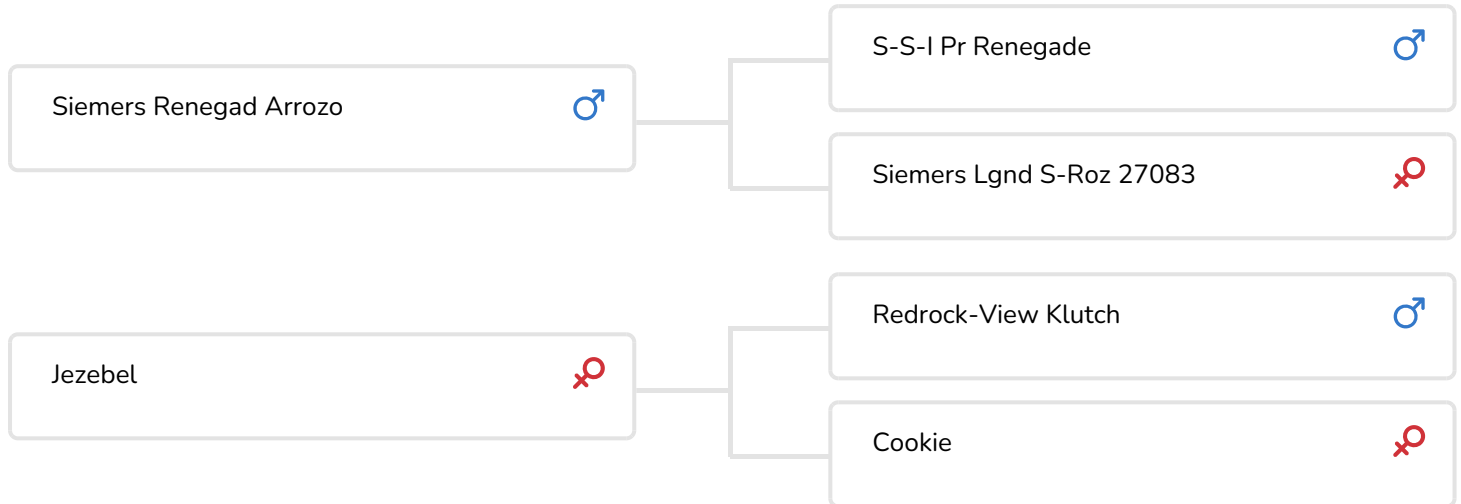 S-S-I Pr Renegade
Siemers Renegad Arrozo
Siemers Lgnd S-Roz 27083
Redrock-View Klutch
Jezebel
Cookie